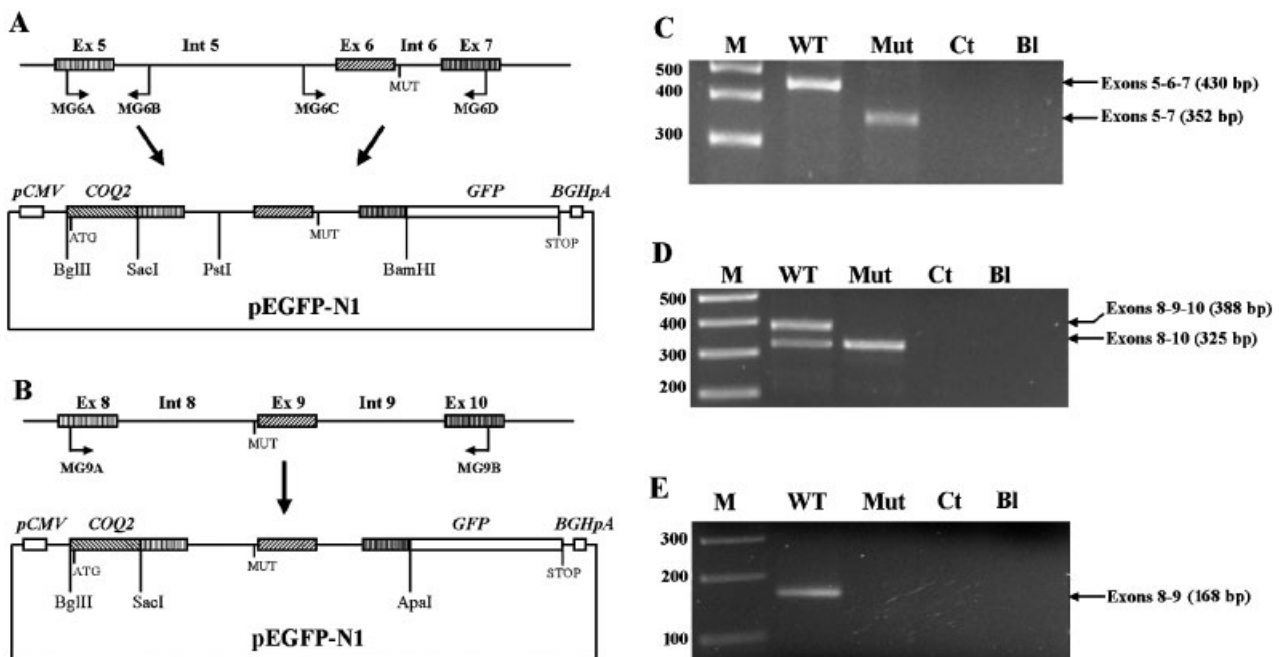 A
Ex 5 Int 5 Ex 6 Int 6 Ex 7
MUT
MG6A MG6B MG6C MG6D
pCMV COQ2 GFP BGHpA
ATG MUT STOP
BglII SacI PstI BamHI
pEGFP-N1
B
Ex 8 Int 8 Ex 9 Int 9 Ex 10
MUT
MG9A MG9B
pCMV COQ2 GFP BGHpA
ATG MUT STOP
BglII SacI ApaI
pEGFP-N1
C
M WT Mut Ct Bl
500
400
300
Exons 5-6-7 (430 bp)
Exons 5-7 (352 bp)
D
M WT Mut Ct Bl
500
400
300
200
Exons 8-9-10 (388 bp)
Exons 8-10 (325 bp)
E
M WT Mut Ct Bl
300
200
100
Exons 8-9 (168 bp)